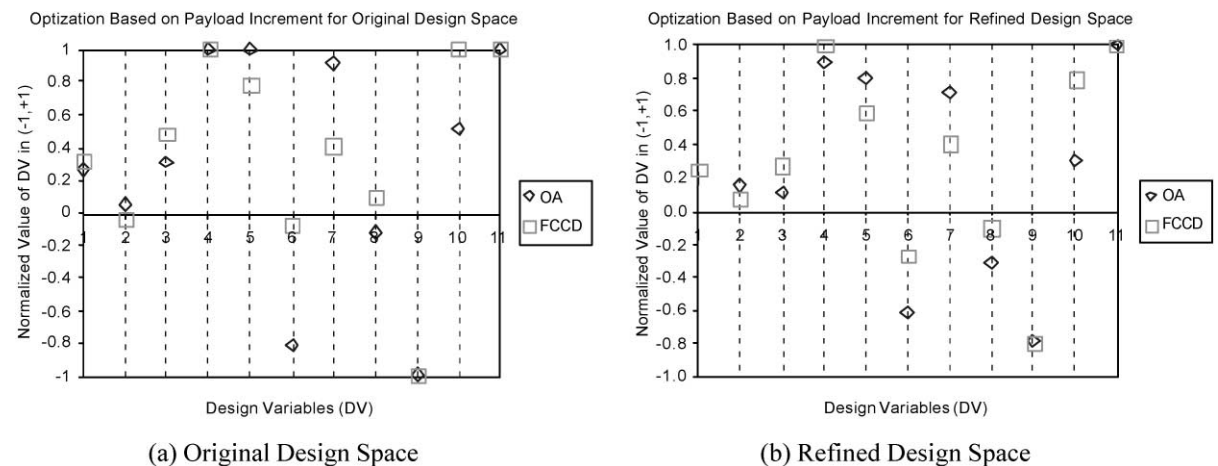 Optization Based on Payload Increment for Original Design Space
Normalized Value of DV in (-1,+1)
1
0.8
0.6
0.4
0.2
0
-0.2
-0.4
-0.6
-0.8
-1
1 2 3 4 5 6 7 8 9 10 11
Design Variables (DV)
OA
FCCD
(a) Original Design Space
Optization Based on Payload Increment for Refined Design Space
Normalized Value of DV in (-1,+1)
1.0
0.8
0.6
0.4
0.2
0.0
-0.2
-0.4
-0.6
-0.8
-1.0
1 2 3 4 5 6 7 8 9 10 11
Design Variables (DV)
OA
FCCD
(b) Refined Design Space